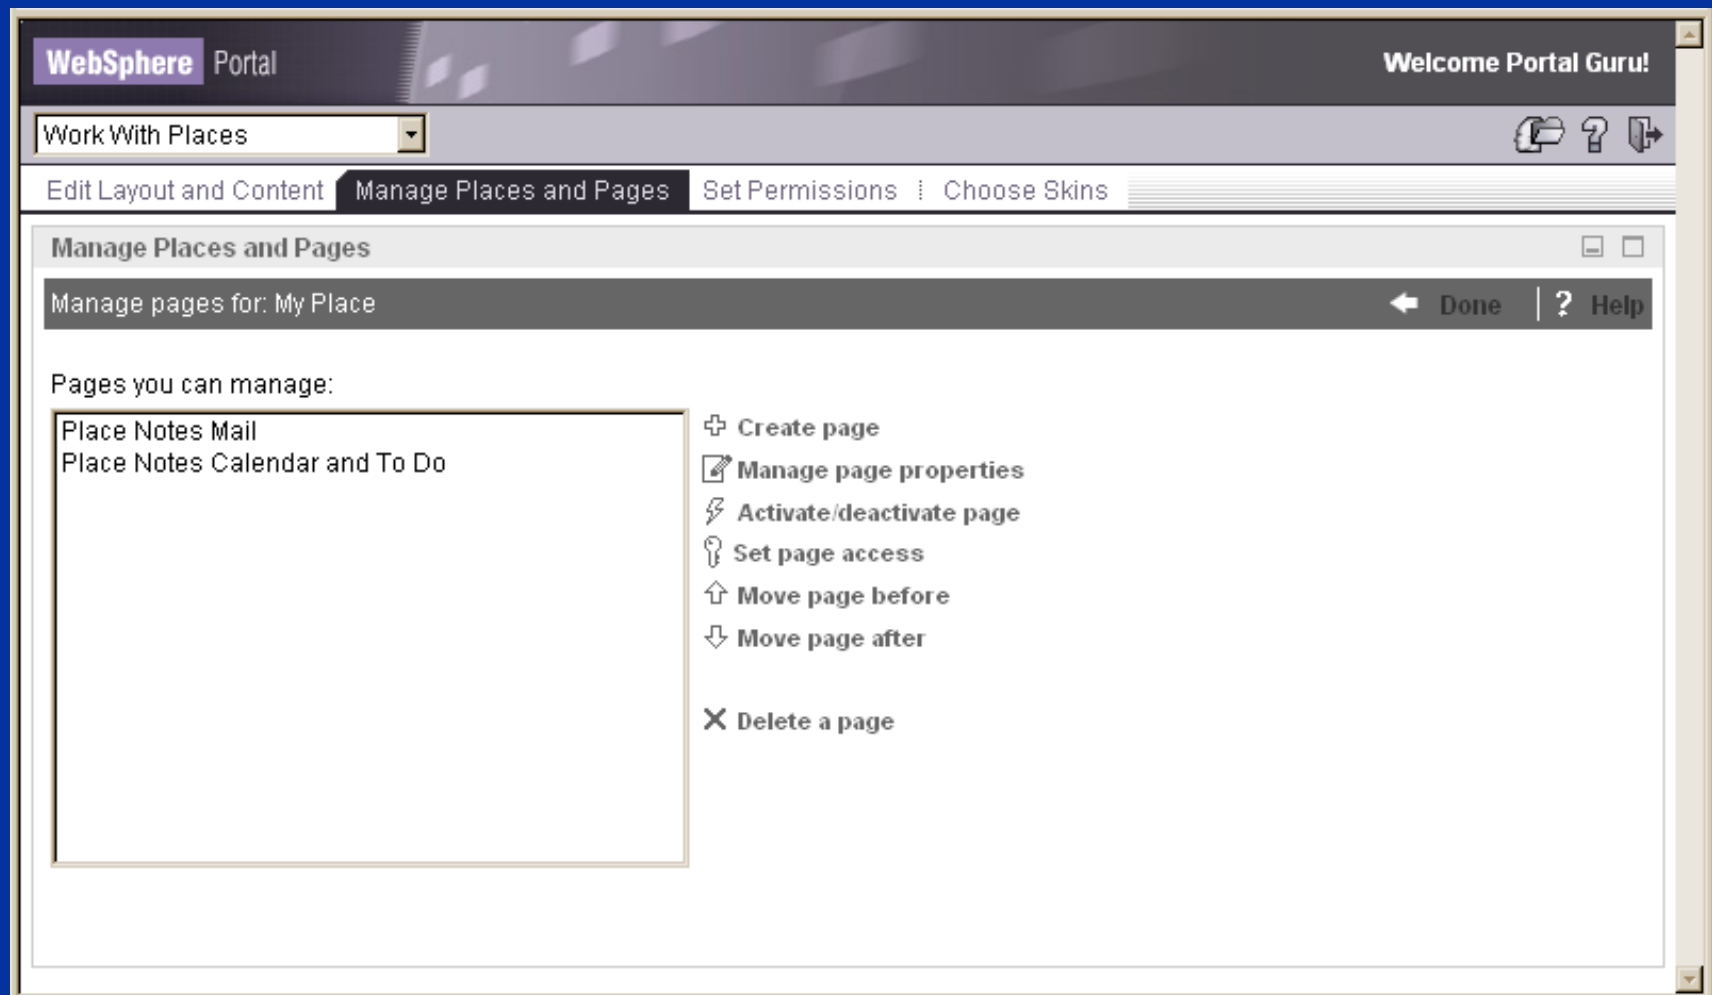 WebSphere Portal
Welcome Portal Guru!
Work With Places
Edit Layout and Content Manage Places and Pages Set Permissions Choose Skins
Manage Places and Pages
Manage pages for: My Place
Done | ? Help
Pages you can manage:
Place Notes Mail
Place Notes Calendar and To Do
Create page
Manage page properties
Activate/deactivate page
Set page access
Move page before
Move page after
Delete a page